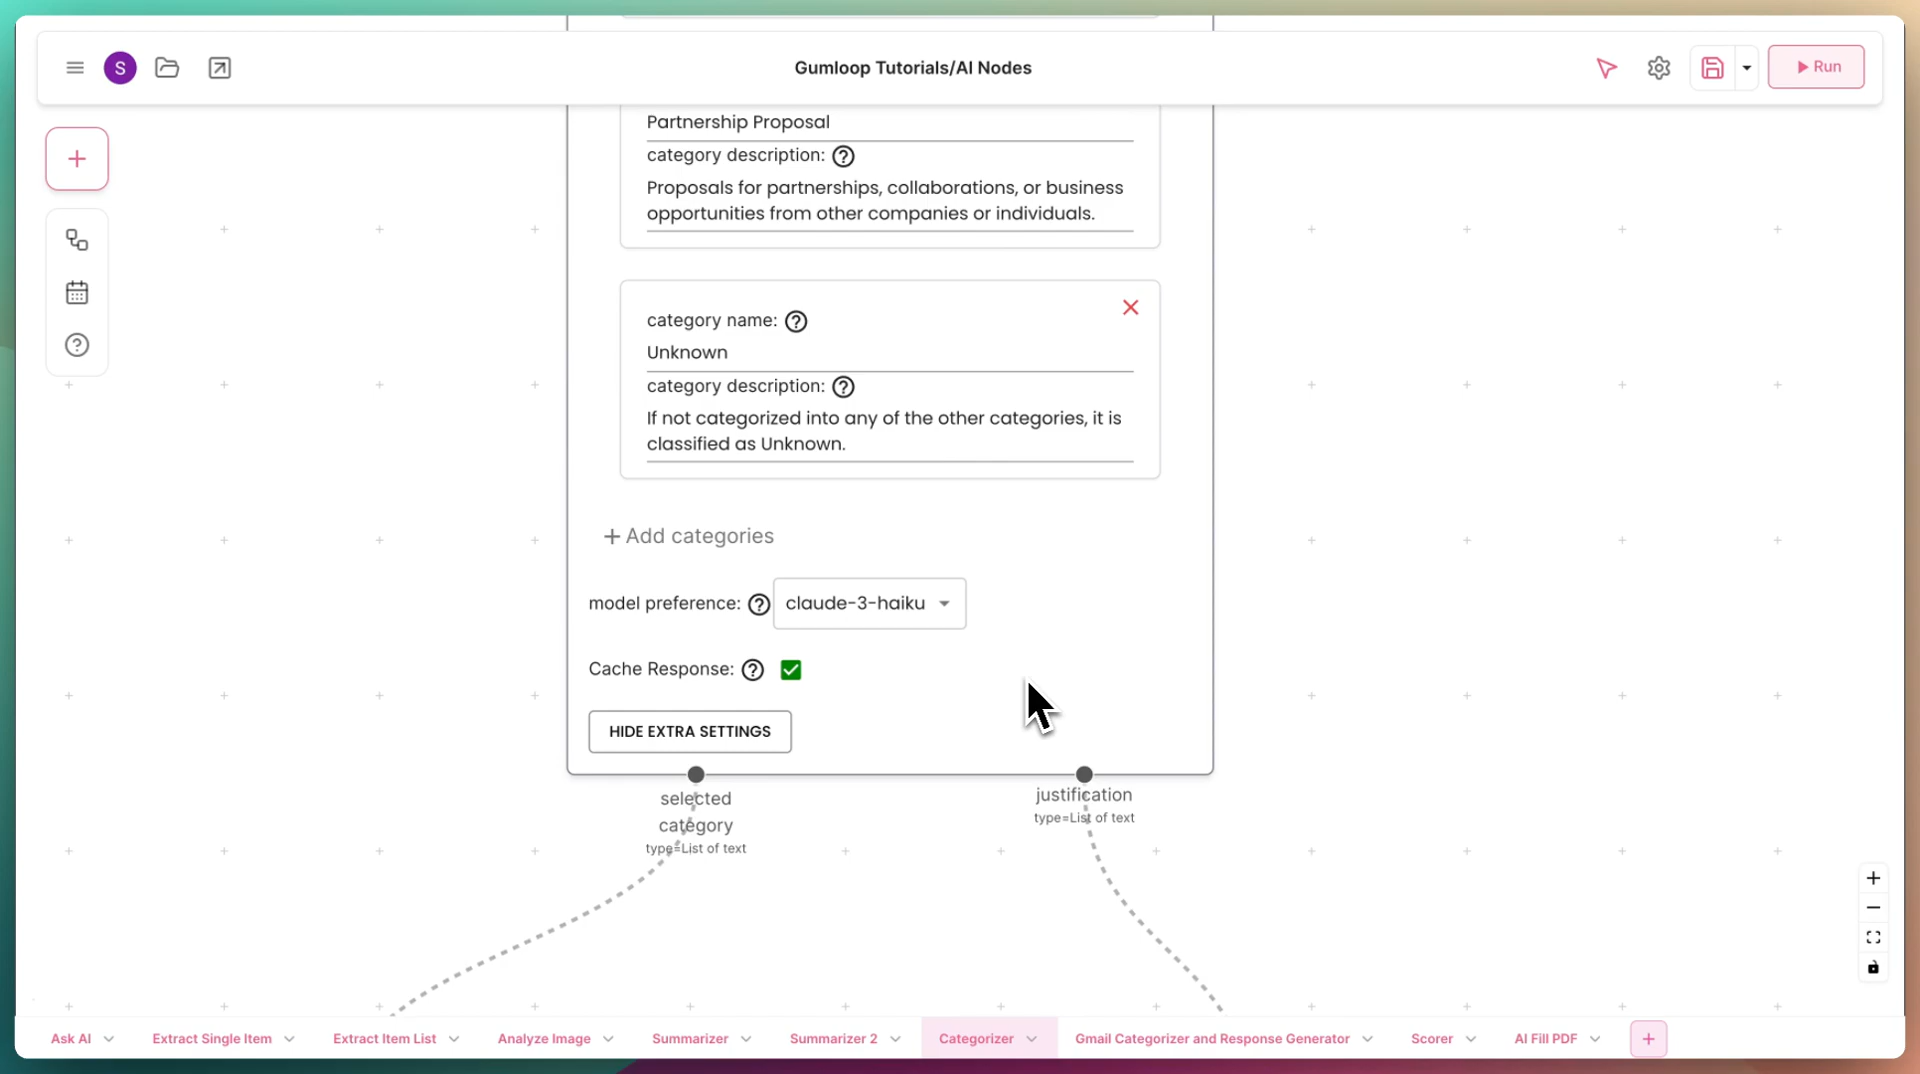 S
Gumloop Tutorials/AI Nodes
Run
Partnership Proposal
category description:
Proposals for partnerships, collaborations, or business
opportunities from other companies or individuals.
category name:
Unknown
category description:
If not categorized into any of the other categories, it is
classified as Unknown.
+ Add categories
model preference: claude-3-haiku
Cache Response:
HIDE EXTRA SETTINGS
selected
category
type=List of text
justification
type=List of text
Ask AI Extract Single Item Extract Item List Analyze Image Summarizer Summarizer 2 Categorizer Gmail Categorizer and Response Generator Scorer AI Fill PDF +